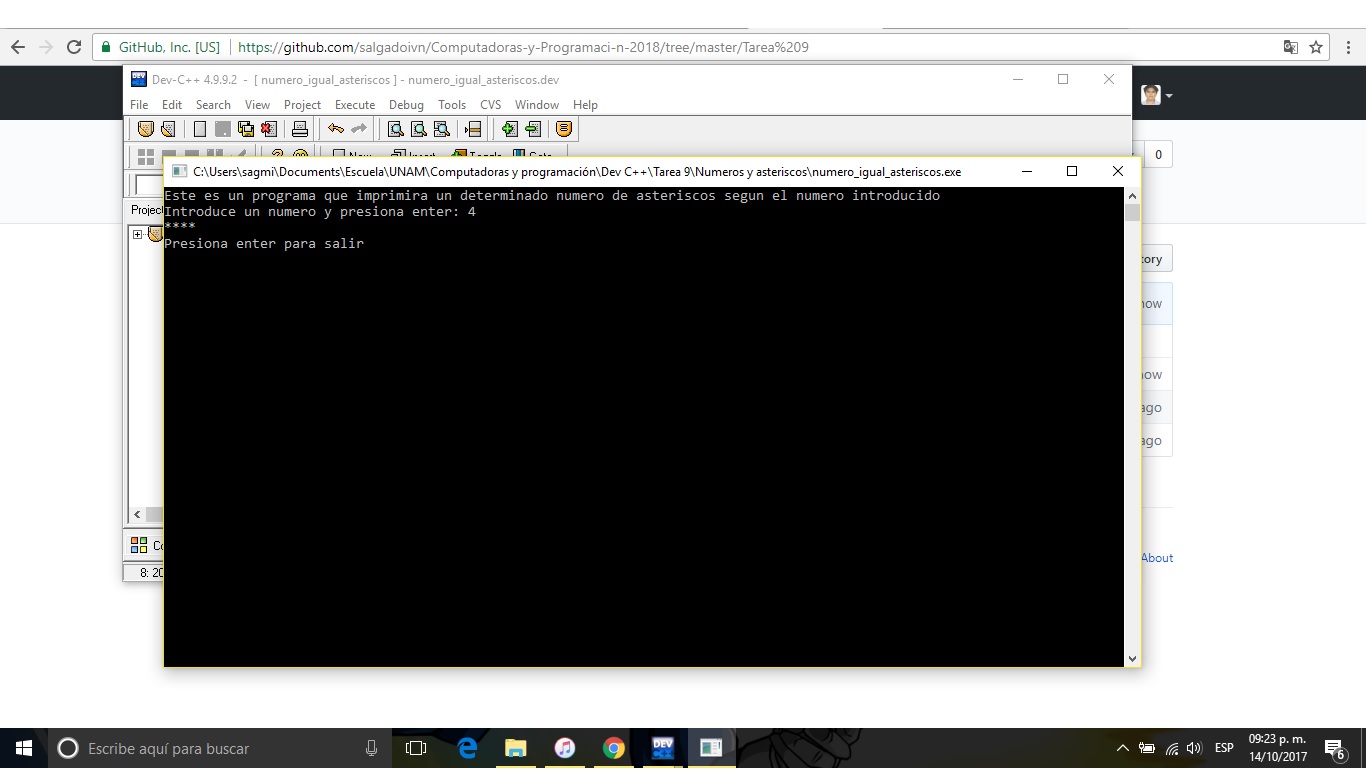 GitHub, Inc. [US]
https://github.com/salgadoivn/Computadoras-y-Programaci-n-2018/tree/master/Tarea%209
Dev-C++ 4.9.9.2 - [ numero_igual_asteriscos ] - numero_igual_asteriscos.dev
File Edit Search View Project Execute Debug Tools CVS Window Help
0
C:\Users\sagmi\Documents\Escuela\UNAM\Computadoras y programación\Dev C++\Tarea 9\Numeros y asteriscos\numero_igual_asteriscos.exe
Este es un programa que imprimira un determinado numero de asteriscos segun el numero introducido
Introduce un numero y presiona enter: 4
****
Presiona enter para salir
Projec
tory
now
now
ago
ago
About
Co
8: 20
Escribe aquí para buscar
DEV
ESP
09:23 p. m.
14/10/2017
6